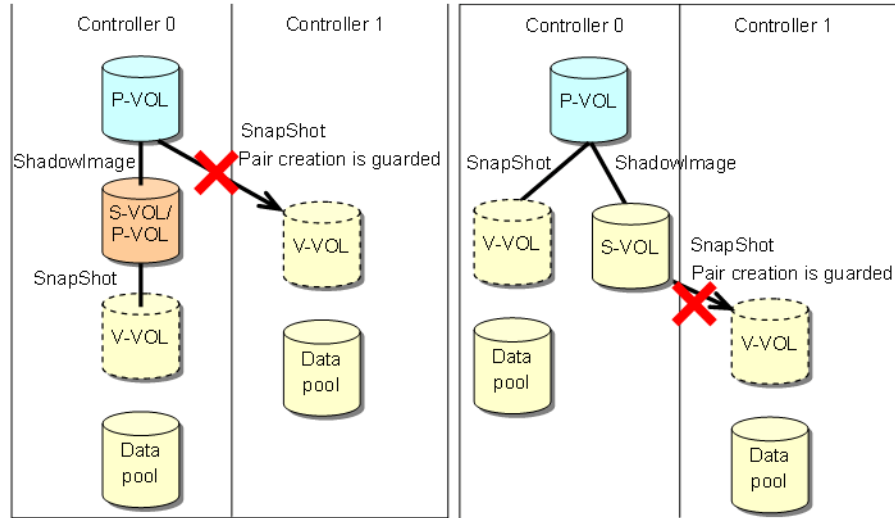 Controller 0
Controller 1
P-VOL
SnapShot
Pair creation is guarded
ShadowImage
S-VOL/
P-VOL
V-VOL
SnapShot
V-VOL
Data
pool
Data
pool
Controller 0
Controller 1
P-VOL
SnapShot
ShadowImage
V-VOL
S-VOL
SnapShot
Pair creation is guarded
V-VOL
Data
pool
Data
pool